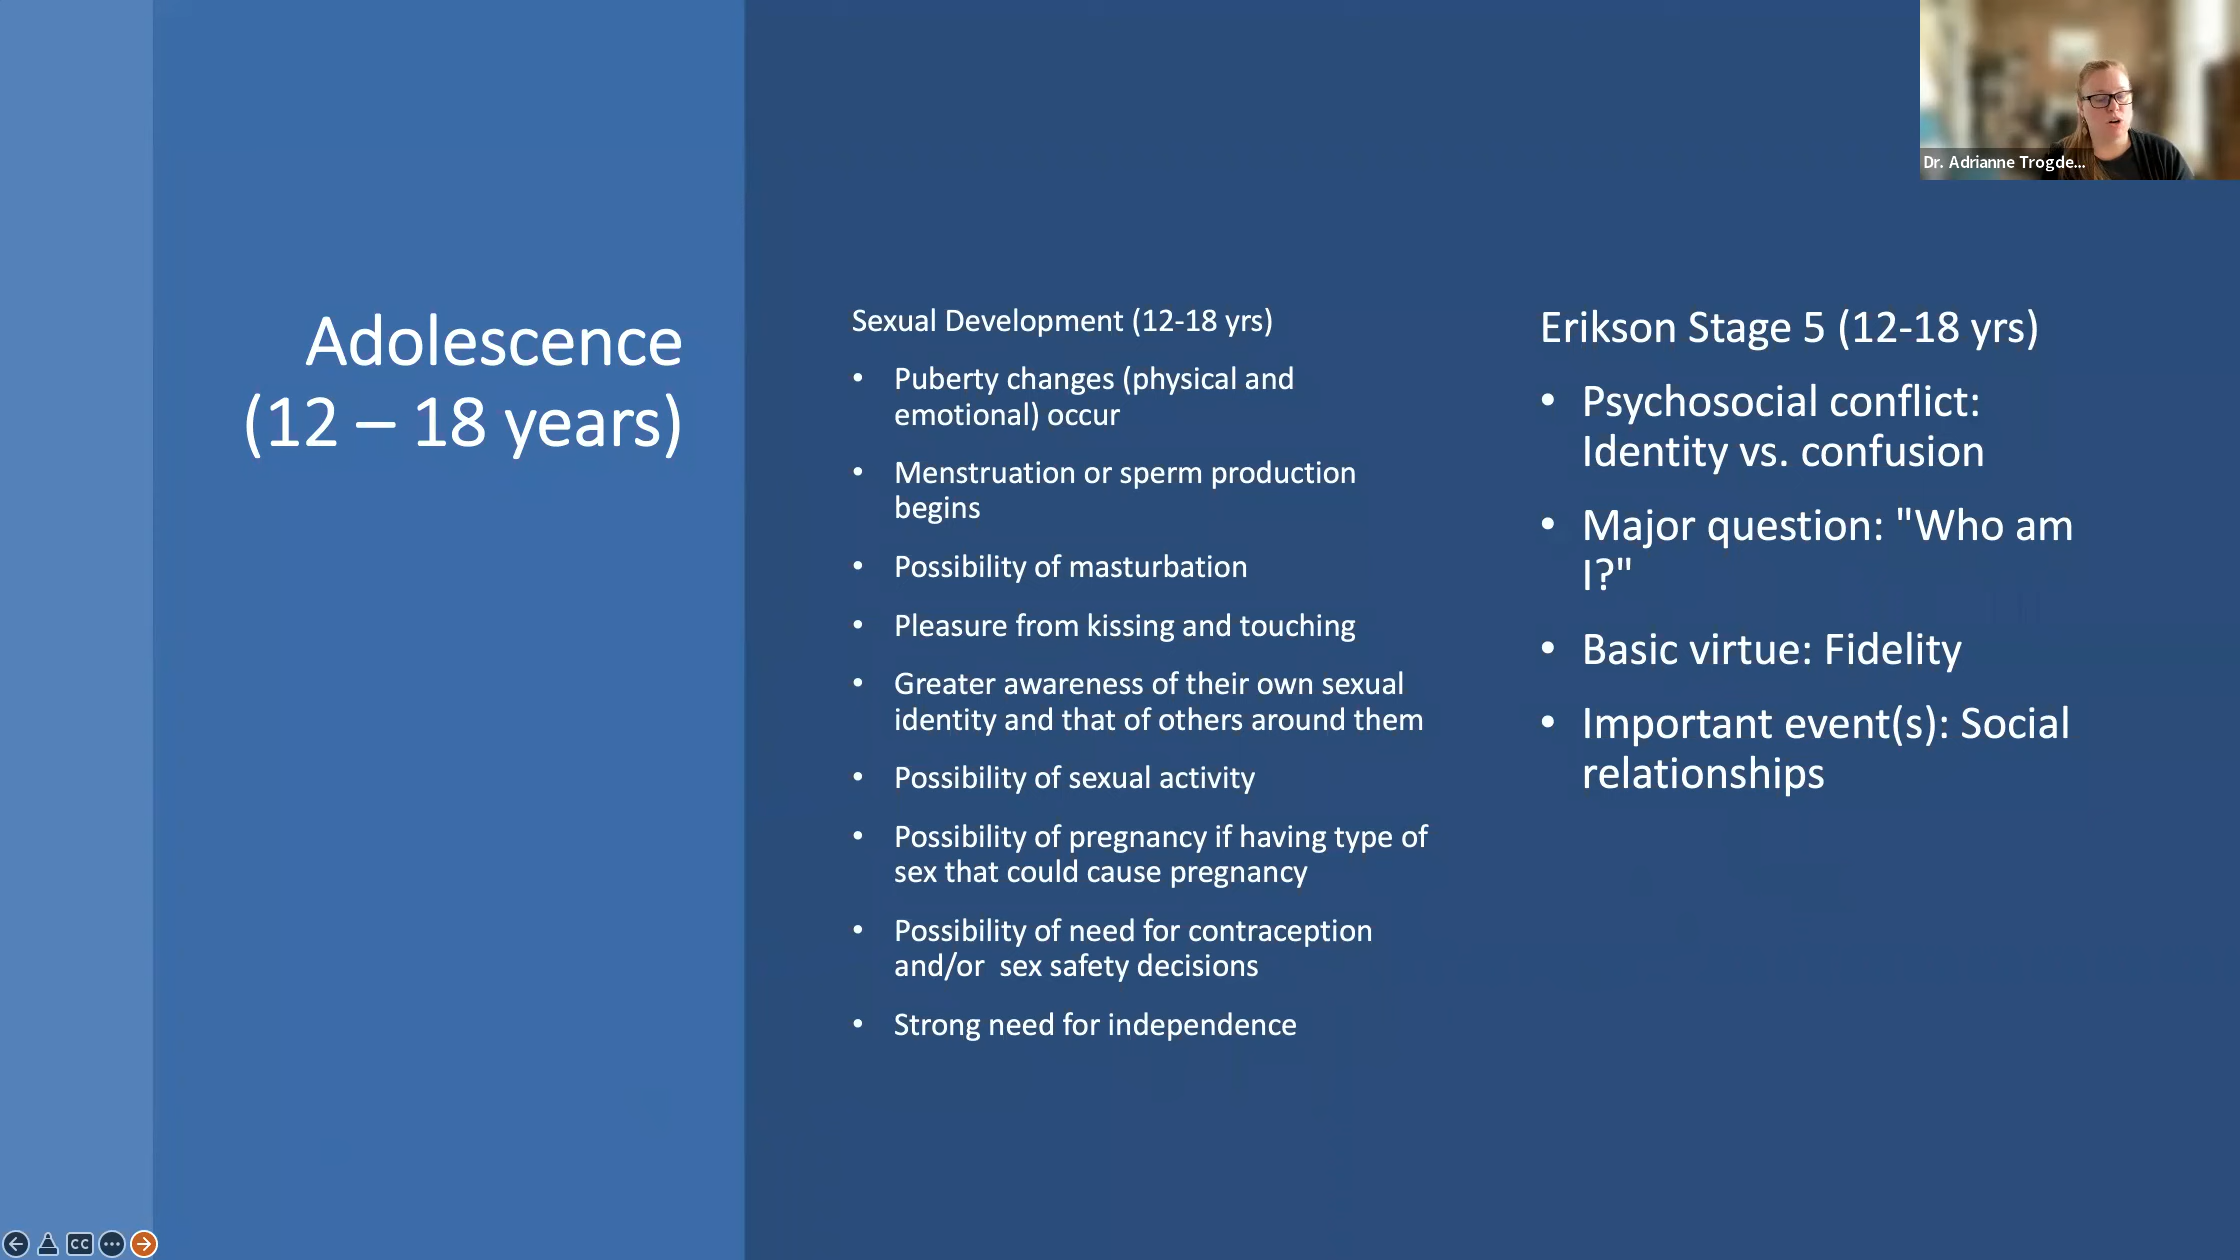 Dr. Adrianne Trogde...
Adolescence
(12 – 18 years)
Sexual Development (12-18 yrs)
• Puberty changes (physical and
emotional) occur
• Menstruation or sperm production
begins
• Possibility of masturbation
• Pleasure from kissing and touching
• Greater awareness of their own sexual
identity and that of others around them
• Possibility of sexual activity
• Possibility of pregnancy if having type of
sex that could cause pregnancy
• Possibility of need for contraception
and/or  sex safety decisions
• Strong need for independence
Erikson Stage 5 (12-18 yrs)
• Psychosocial conflict:
Identity vs. confusion
• Major question: "Who am
I?"
• Basic virtue: Fidelity
• Important event(s): Social
relationships
CC